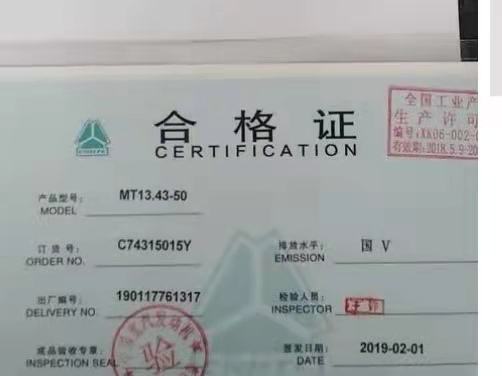 合格证
CERTIFICATION
全国工业产
生产许可
编号:XK06-002-
有效期:2018.5.9-20
产品型号: MT13.43-50
MODEL
订货号: C74315015Y
ORDER NO.
排放水平: 国 V
EMISSION
出厂编号: 190117761317
DELIVERY NO.
检验人员:
INSPECTOR
成品验收专章:
INSPECTION SEAL
验
签发日期: 2019-02-01
DATE